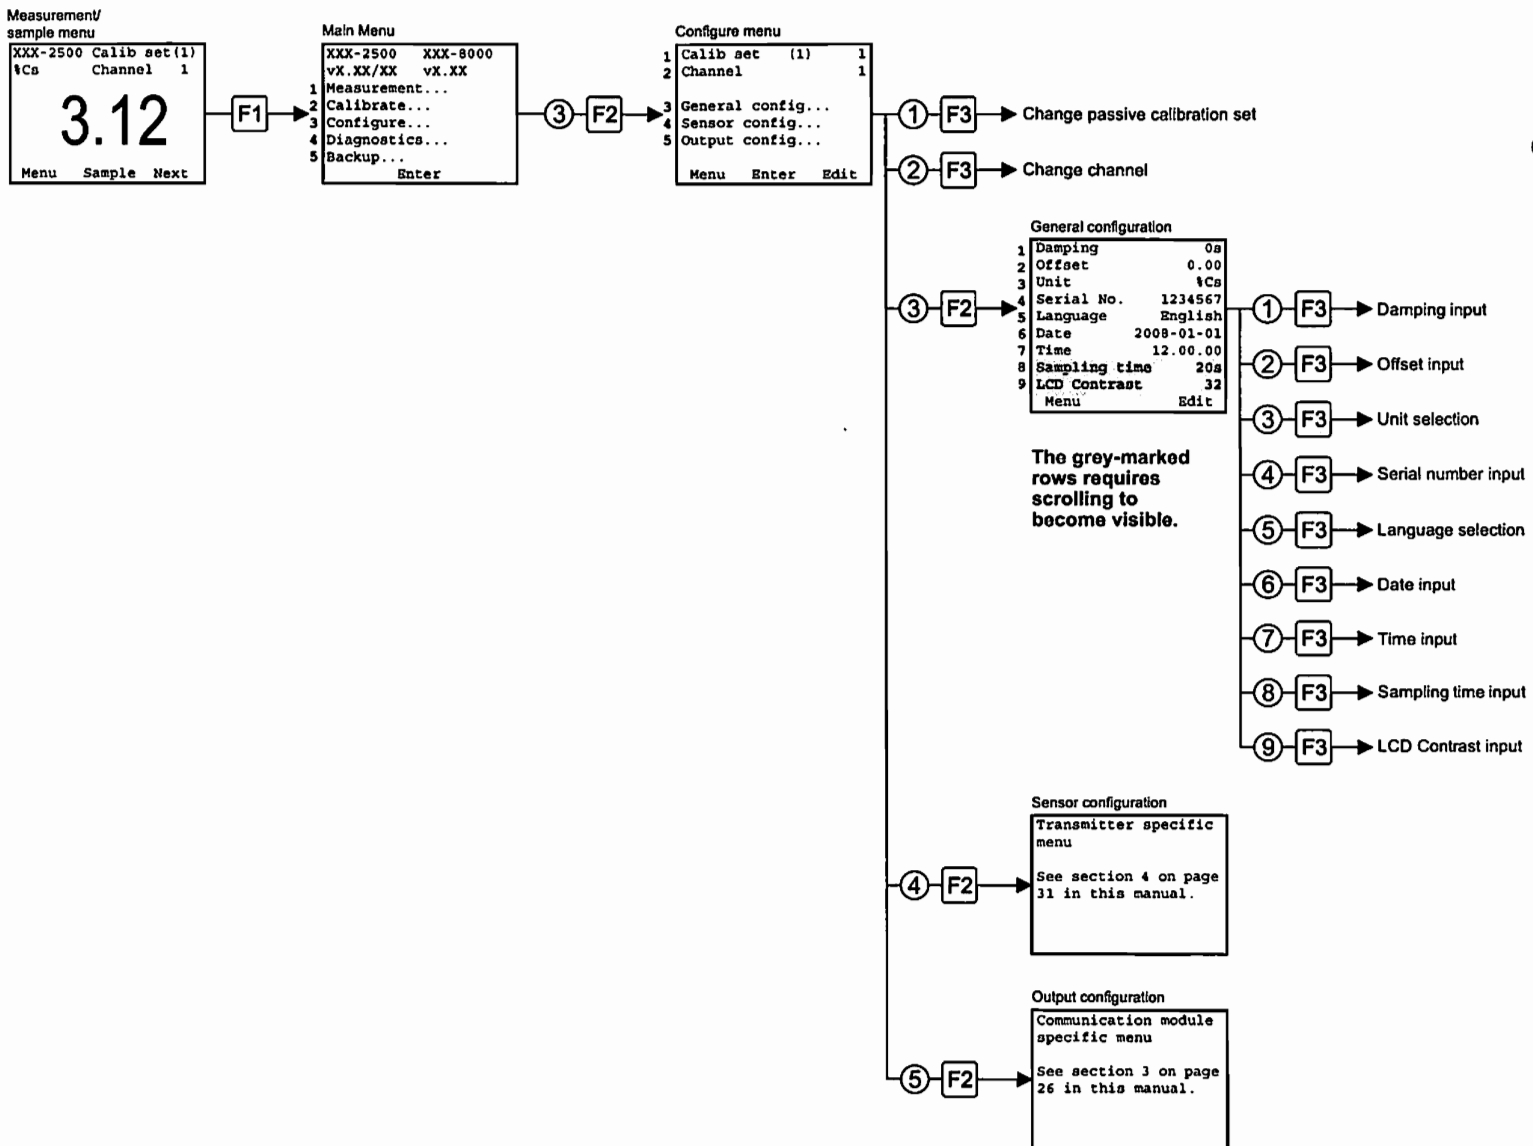 Measurement/
sample menu
XXX-2500 Calib set(1)
%Cs Channel 1
3.12
Menu Sample Next
F1
Main Menu
XXX-2500 XXX-8000
vX.XX/XX vX.XX
1 Measurement...
2 Calibrate...
3 Configure...
4 Diagnostics...
5 Backup...
Enter
3 F2
Configure menu
1 Calib set (1) 1
2 Channel 1
3 General config...
4 Sensor config...
5 Output config...
Menu Enter Edit
1 F3 Change passive calibration set
2 F3 Change channel
3 F2
General configuration
1 Damping 0s
2 Offset 0.00
3 Unit %Cs
4 Serial No. 1234567
5 Language English
6 Date 2008-01-01
7 Time 12.00.00
8 Sampling time 20s
9 LCD Contrast 32
Menu Edit
The grey-marked
rows requires
scrolling to
become visible.
1 F3 Damping input
2 F3 Offset input
3 F3 Unit selection
4 F3 Serial number input
5 F3 Language selection
6 F3 Date input
7 F3 Time input
8 F3 Sampling time input
9 F3 LCD Contrast input
4 F2
Sensor configuration
Transmitter specific
menu
See section 4 on page
31 in this manual.
5 F2
Output configuration
Communication module
specific menu
See section 3 on page
26 in this manual.